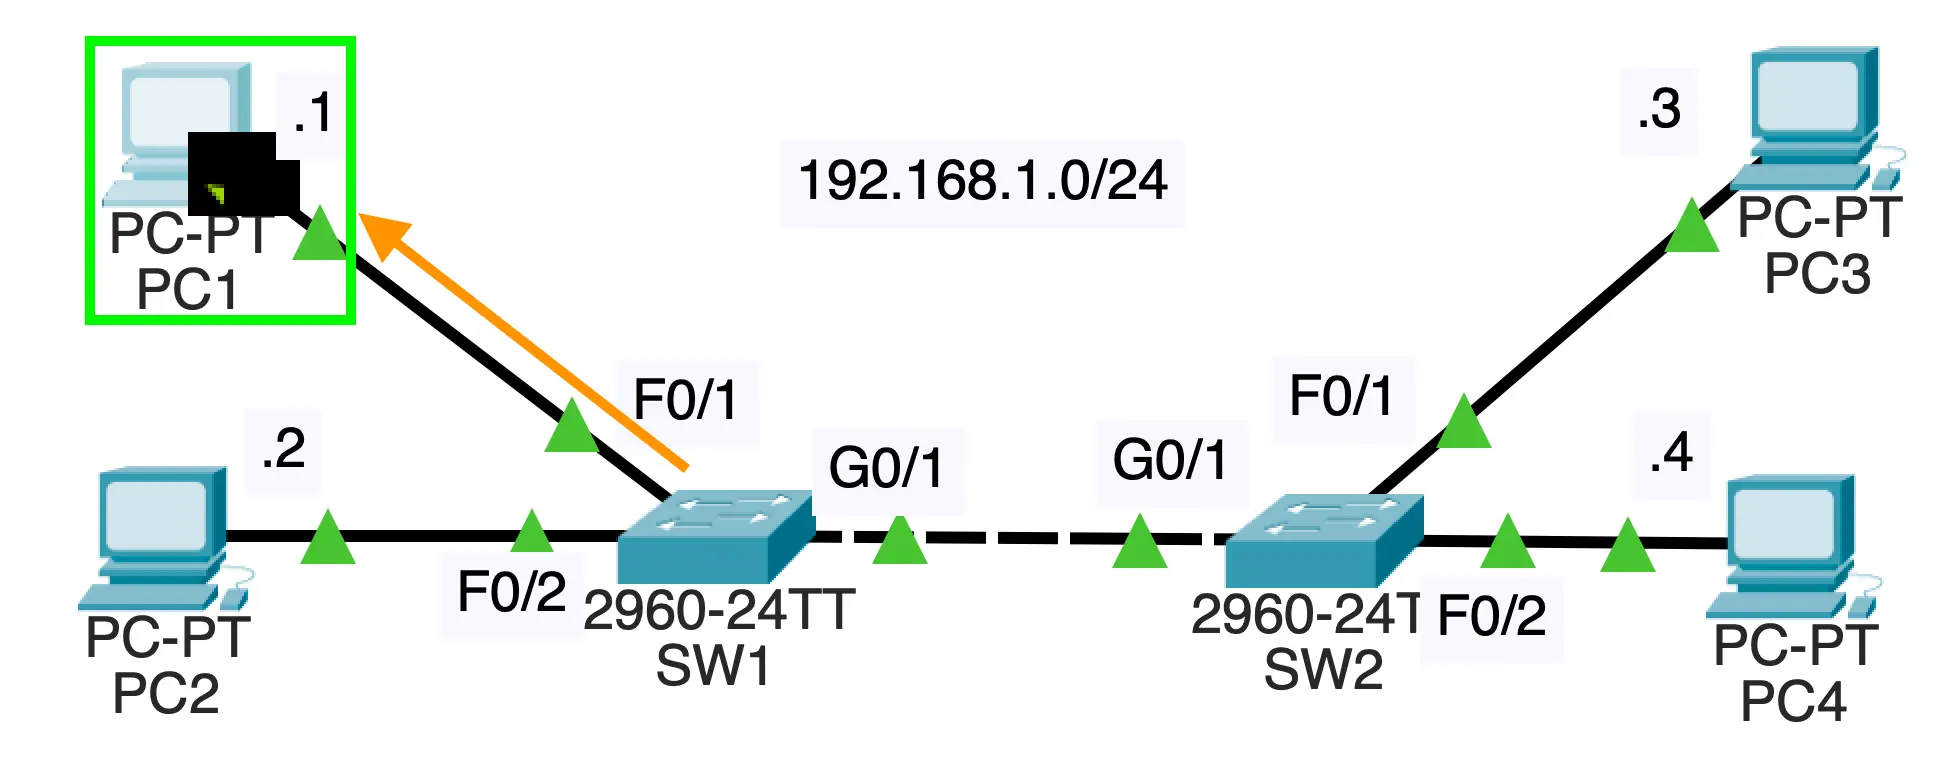 .1
PC-PT
PC1
192.168.1.0/24
.3
PC-PT
PC3
F0/1
G0/1
G0/1
F0/1
.2
PC-PT
PC2
F0/2
2960-24TT
SW1
2960-24T
SW2
F0/2
.4
PC-PT
PC4